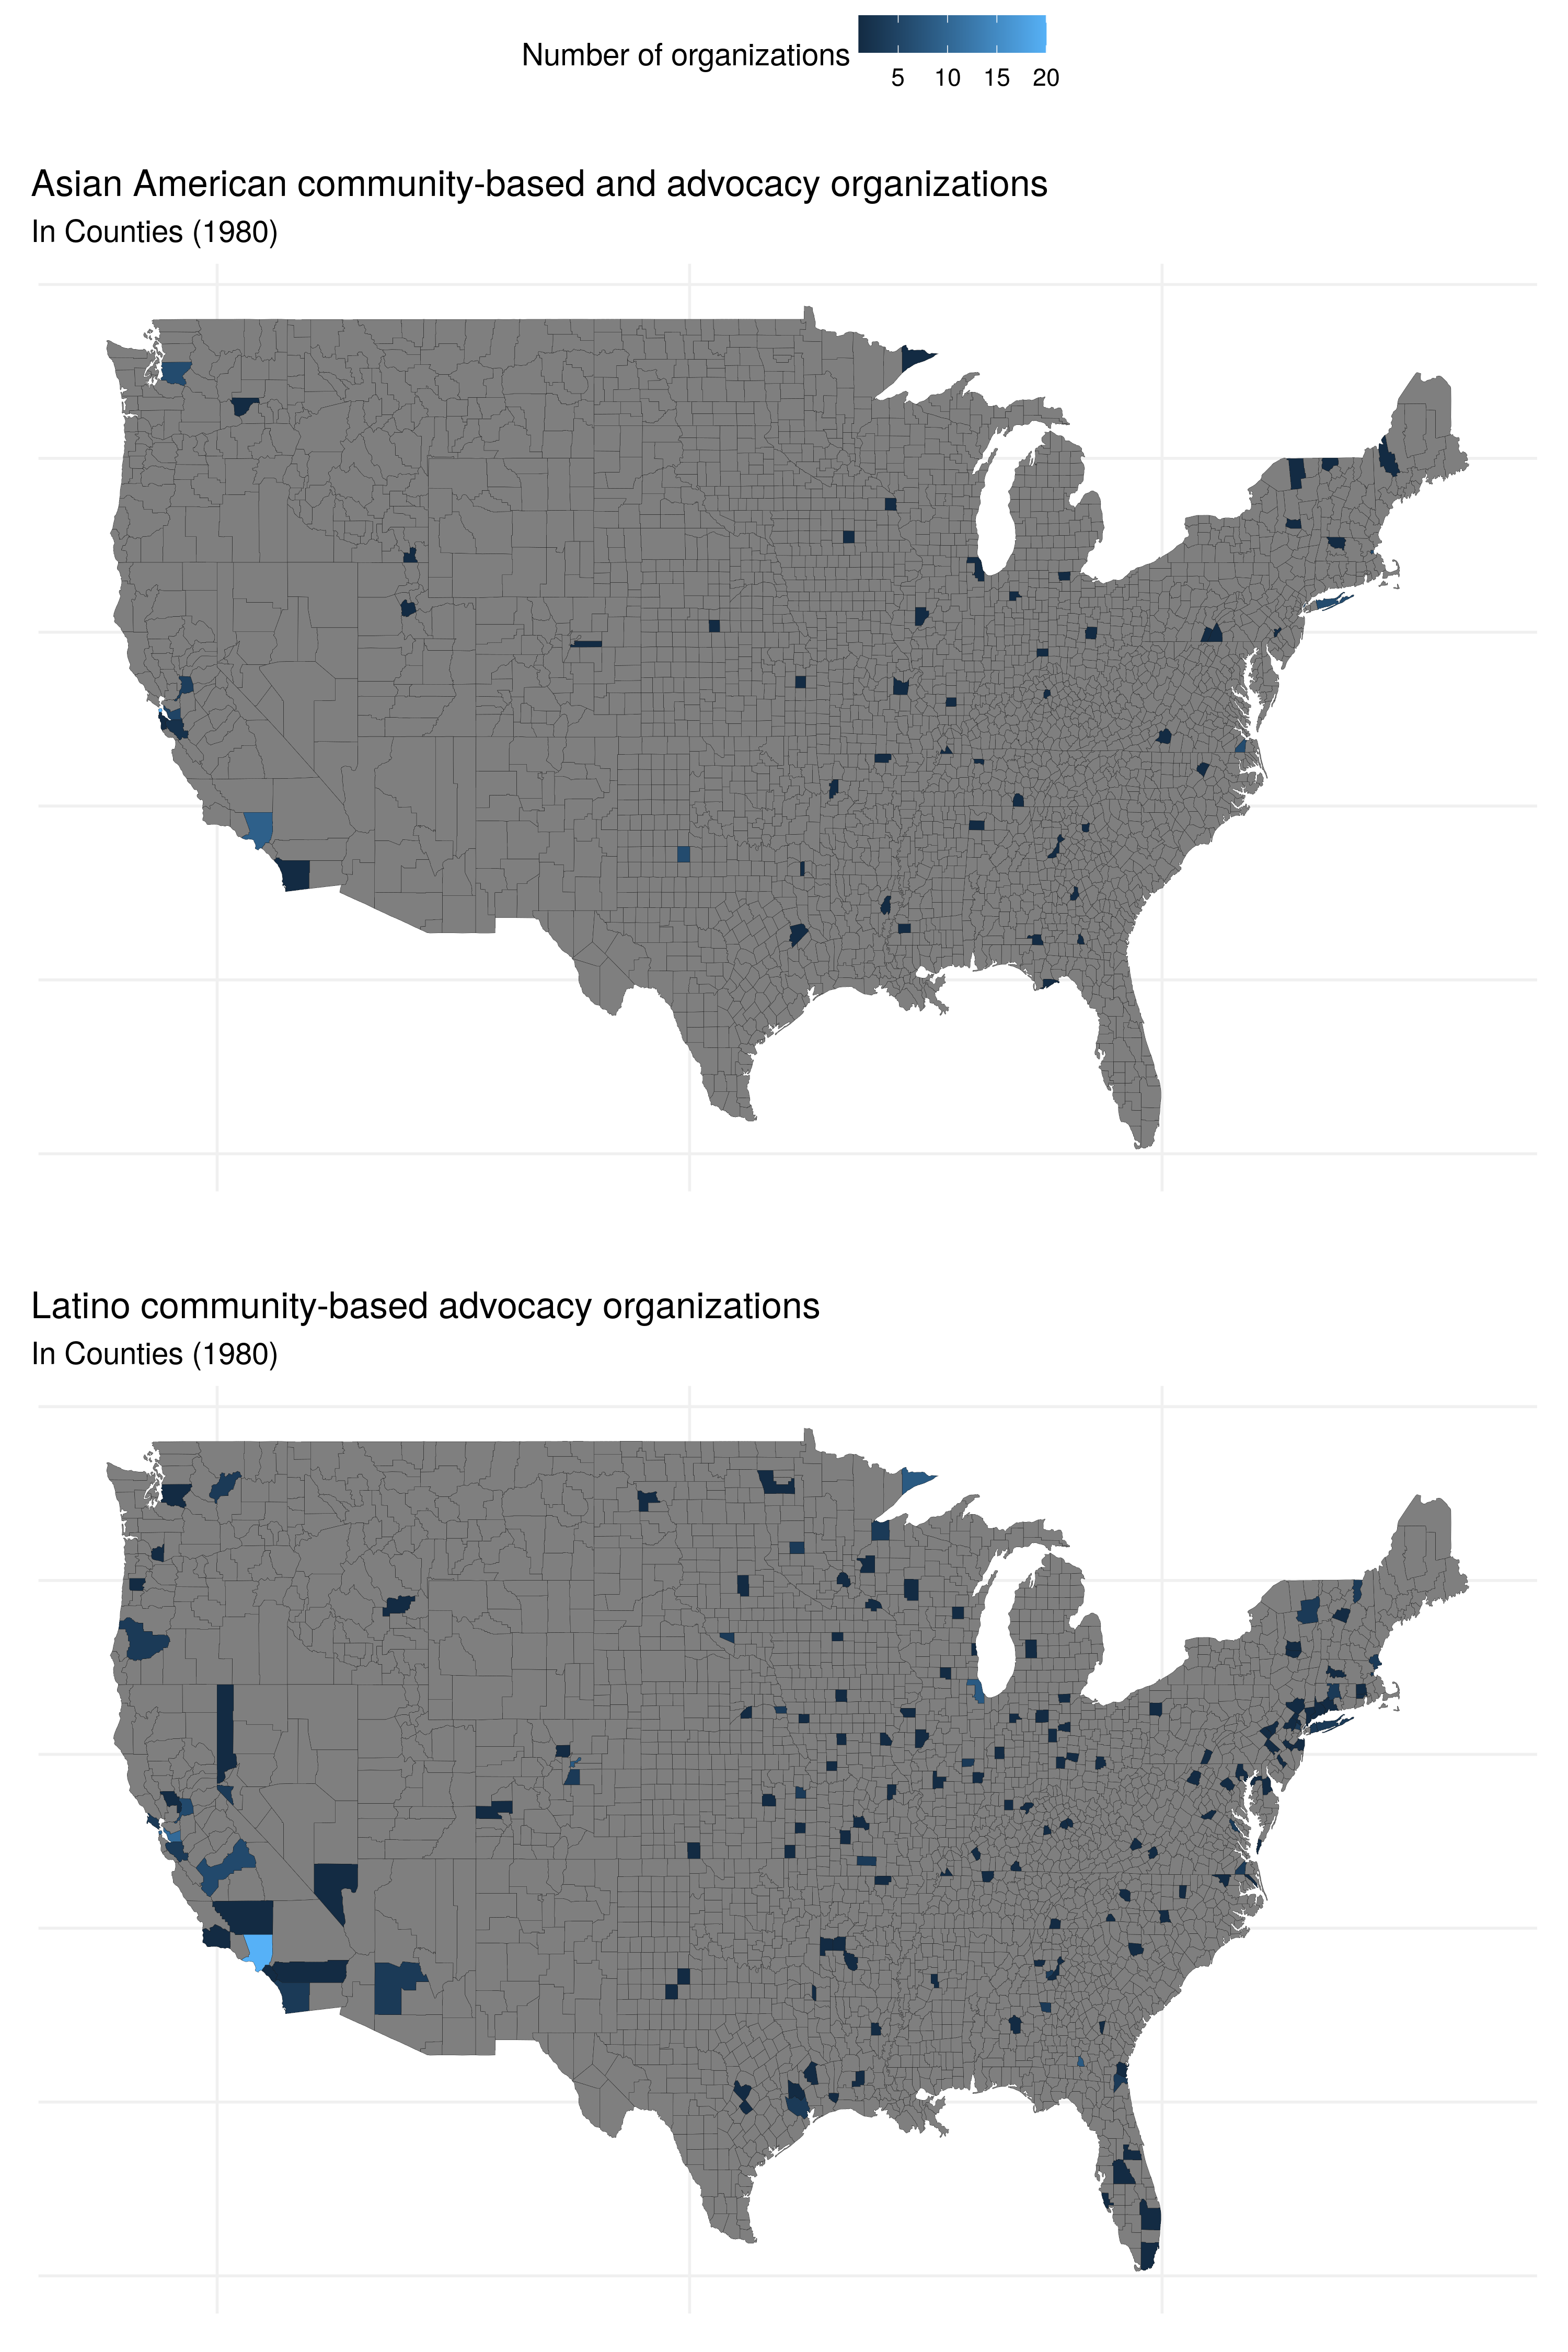 Number of organizations
5 10 15 20
Asian American community-based and advocacy organizations
In Counties (1980)
Latino community-based advocacy organizations
In Counties (1980)